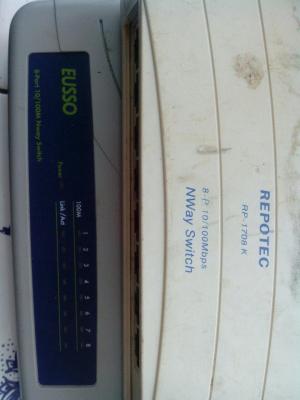 EUSSO
8-Port 10/100M Nway Switch
Power
100M
Link/Act
1 2 3 4 5 6 7 8
REPOTEC
RP-1708 K
8-P 10/100Mbps
NWay Switch